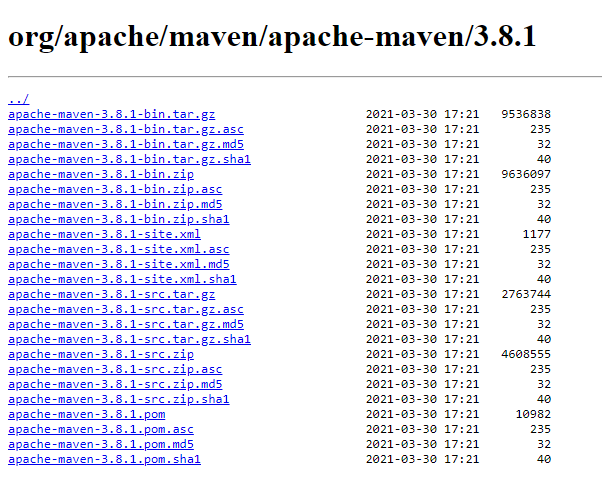 org/apache/maven/apache-maven/3.8.1
../
apache-maven-3.8.1-bin.tar.gz 2021-03-30 17:21 9536838
apache-maven-3.8.1-bin.tar.gz.asc 2021-03-30 17:21 235
apache-maven-3.8.1-bin.tar.gz.md5 2021-03-30 17:21 32
apache-maven-3.8.1-bin.tar.gz.sha1 2021-03-30 17:21 40
apache-maven-3.8.1-bin.zip 2021-03-30 17:21 9636097
apache-maven-3.8.1-bin.zip.asc 2021-03-30 17:21 235
apache-maven-3.8.1-bin.zip.md5 2021-03-30 17:21 32
apache-maven-3.8.1-bin.zip.sha1 2021-03-30 17:21 40
apache-maven-3.8.1-site.xml 2021-03-30 17:21 1177
apache-maven-3.8.1-site.xml.asc 2021-03-30 17:21 235
apache-maven-3.8.1-site.xml.md5 2021-03-30 17:21 32
apache-maven-3.8.1-site.xml.sha1 2021-03-30 17:21 40
apache-maven-3.8.1-src.tar.gz 2021-03-30 17:21 2763744
apache-maven-3.8.1-src.tar.gz.asc 2021-03-30 17:21 235
apache-maven-3.8.1-src.tar.gz.md5 2021-03-30 17:21 32
apache-maven-3.8.1-src.tar.gz.sha1 2021-03-30 17:21 40
apache-maven-3.8.1-src.zip 2021-03-30 17:21 4608555
apache-maven-3.8.1-src.zip.asc 2021-03-30 17:21 235
apache-maven-3.8.1-src.zip.md5 2021-03-30 17:21 32
apache-maven-3.8.1-src.zip.sha1 2021-03-30 17:21 40
apache-maven-3.8.1.pom 2021-03-30 17:21 10982
apache-maven-3.8.1.pom.asc 2021-03-30 17:21 235
apache-maven-3.8.1.pom.md5 2021-03-30 17:21 32
apache-maven-3.8.1.pom.sha1 2021-03-30 17:21 40